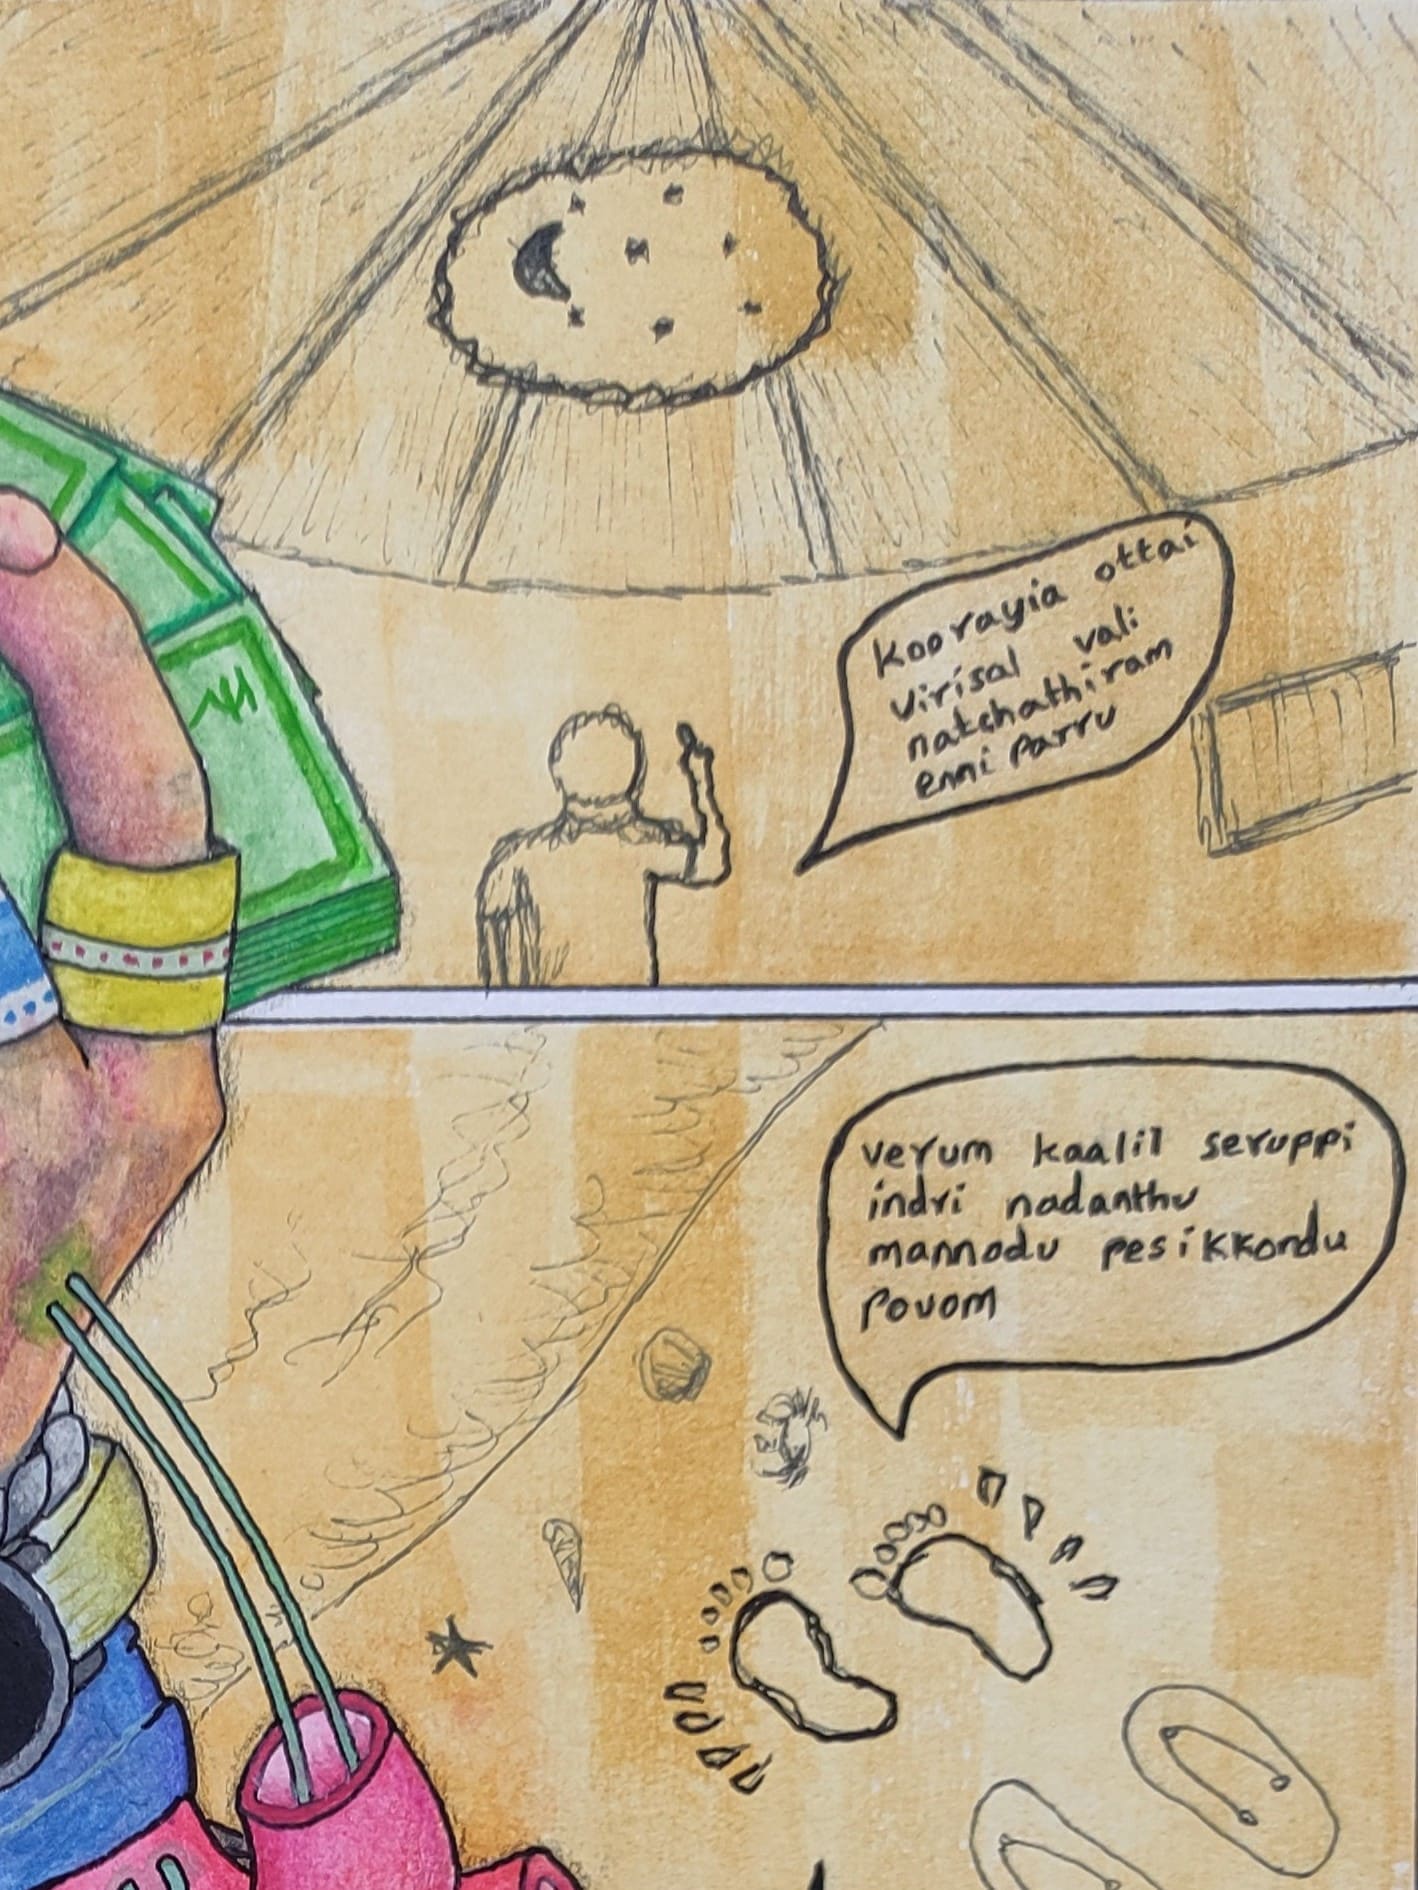 Koorayia ottai
virisal vali
natchathiram
enni parru
verum kaalil seruppi
indri nadanthu
mannodu pesikkondu
povom